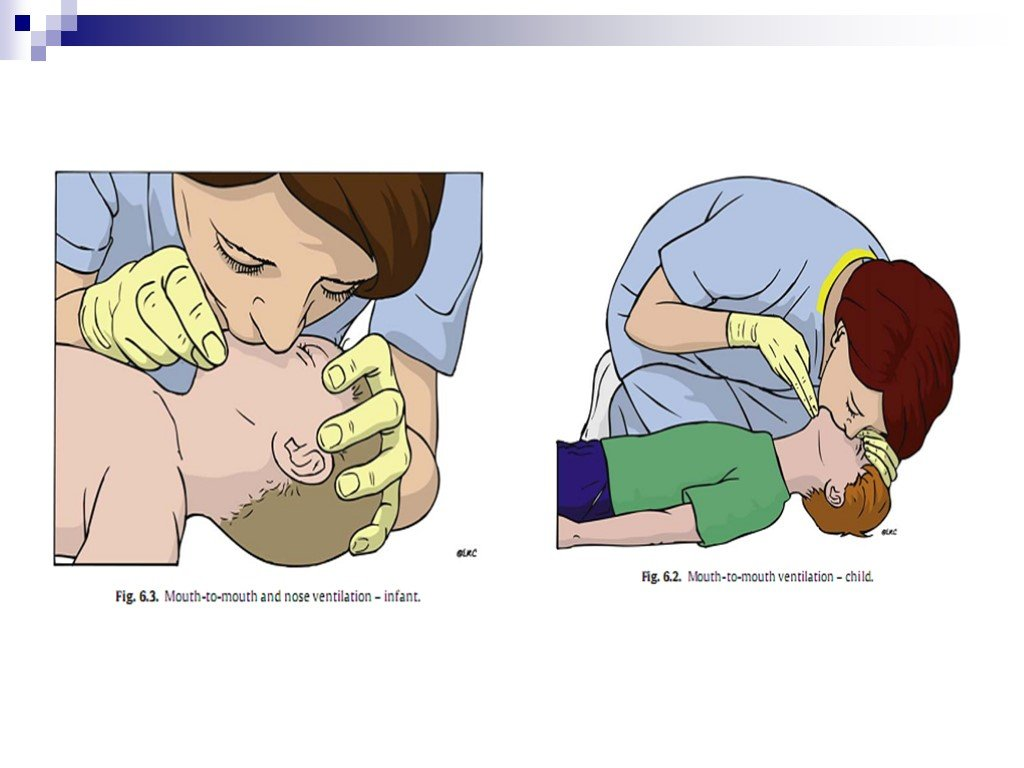 Fig. 6.3. Mouth-to-mouth and nose ventilation – infant.
Fig. 6.2. Mouth-to-mouth ventilation – child.